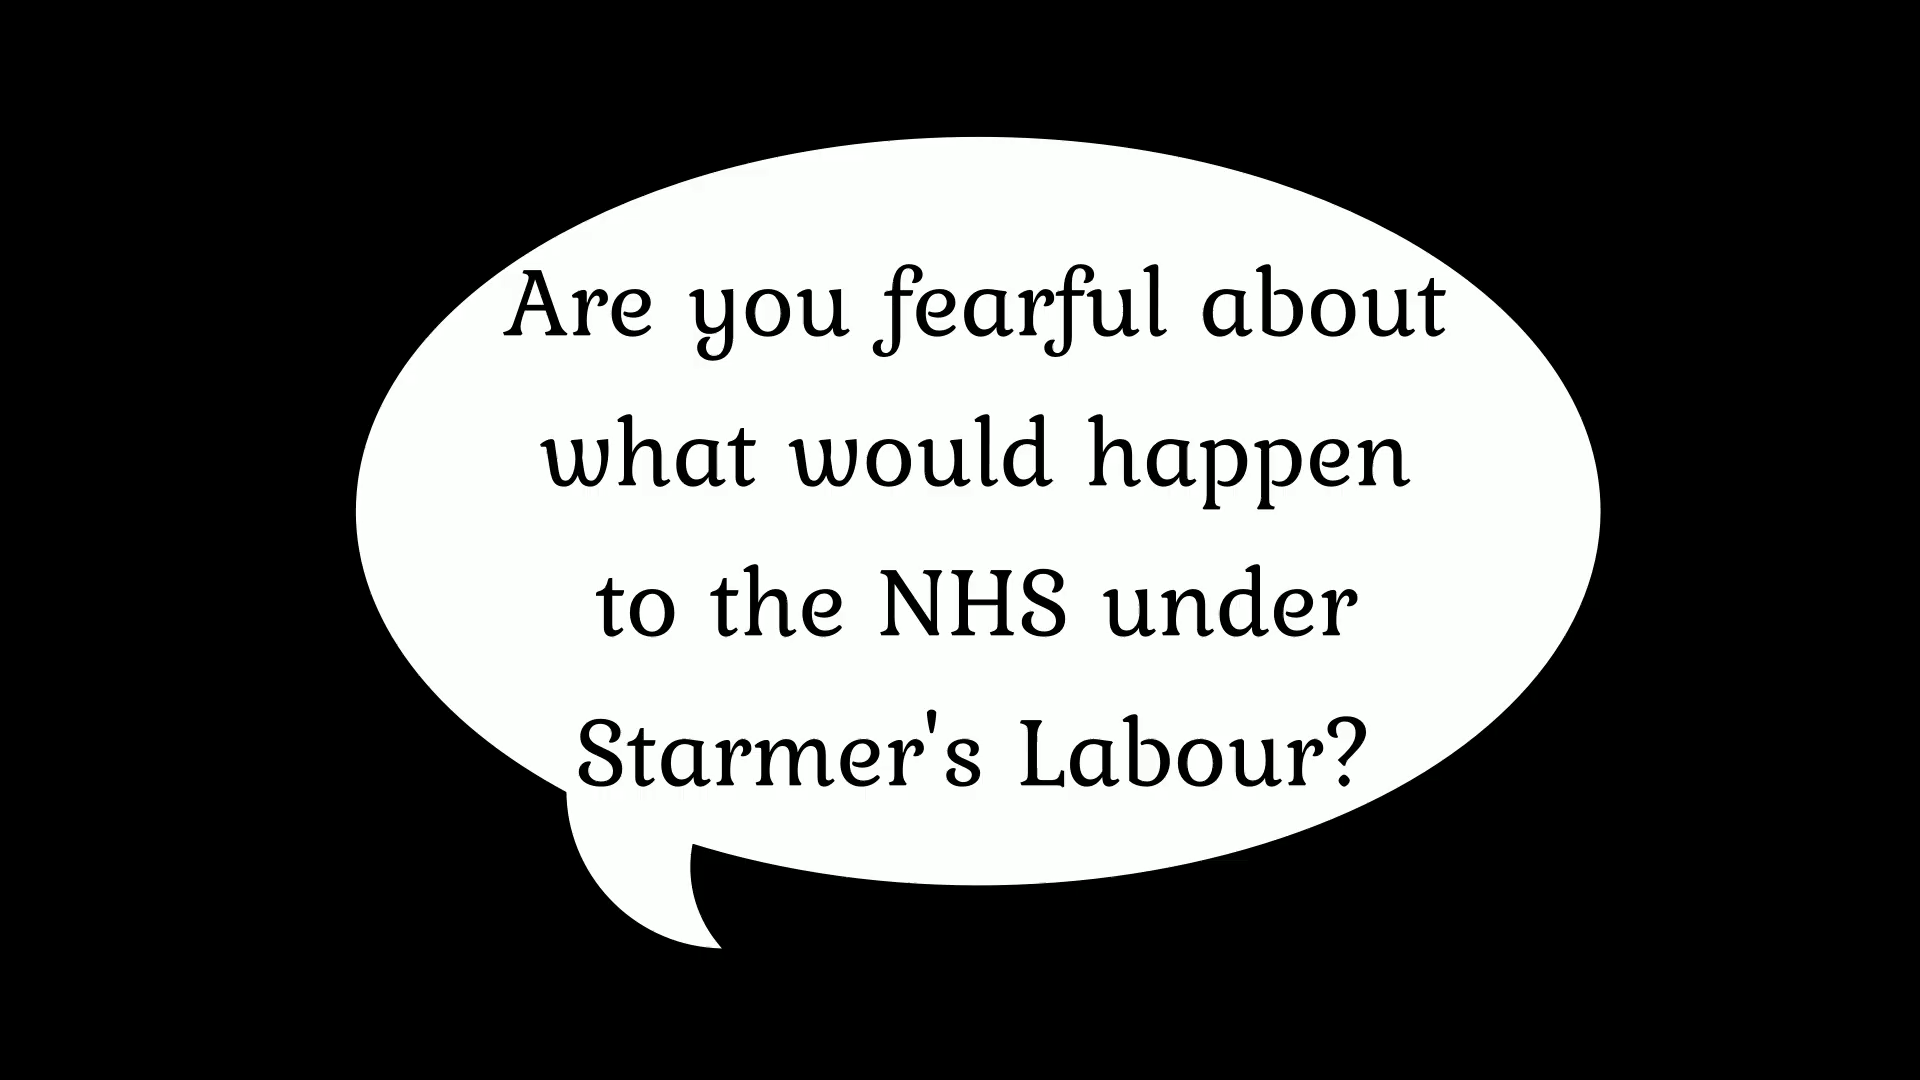 Are you fearful about
what would happen
to the NHS under
Starmer's Labour?